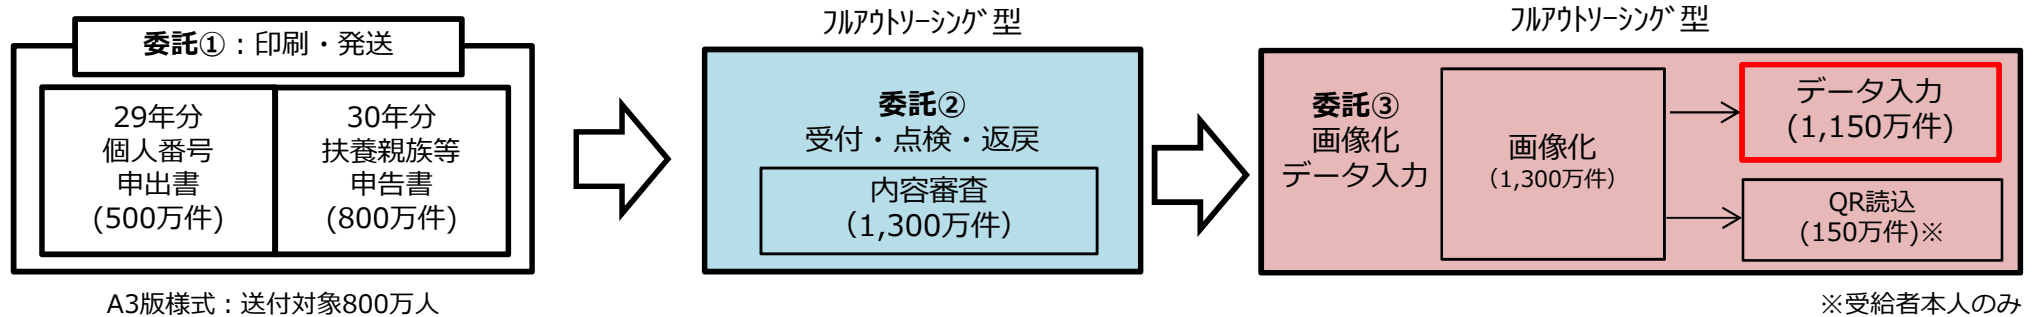 委託①：印刷・発送
29年分
個人番号
申出書
(500万件)
30年分
扶養親族等
申告書
(800万件)
A3版様式：送付対象800万人
ﾌﾙｱｳﾄｿｰｼﾝｸﾞ型
委託②
受付・点検・返戻
内容審査
（1,300万件）
ﾌﾙｱｳﾄｿｰｼﾝｸﾞ型
委託③
画像化
データ入力
画像化
（1,300万件）
データ入力
(1,150万件)
QR読込
(150万件)※
※受給者本人のみ